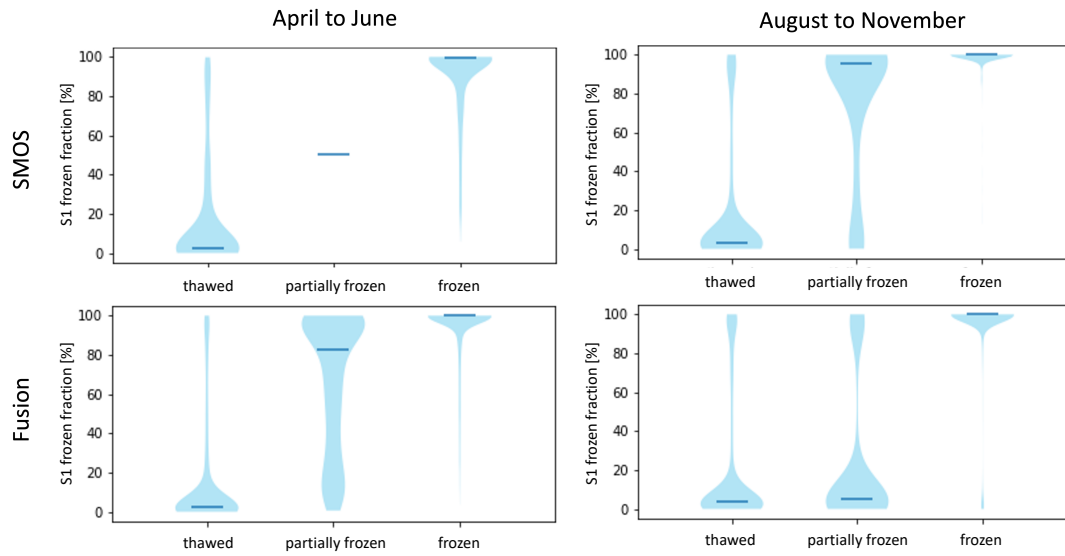 April to June
August to November
SMOS
S1 frozen fraction [%]
100
80
60
40
20
0
thawed partially frozen frozen
S1 frozen fraction [%]
100
80
60
40
20
0
thawed partially frozen frozen
Fusion
S1 frozen fraction [%]
100
80
60
40
20
0
thawed partially frozen frozen
S1 frozen fraction [%]
100
80
60
40
20
0
thawed partially frozen frozen